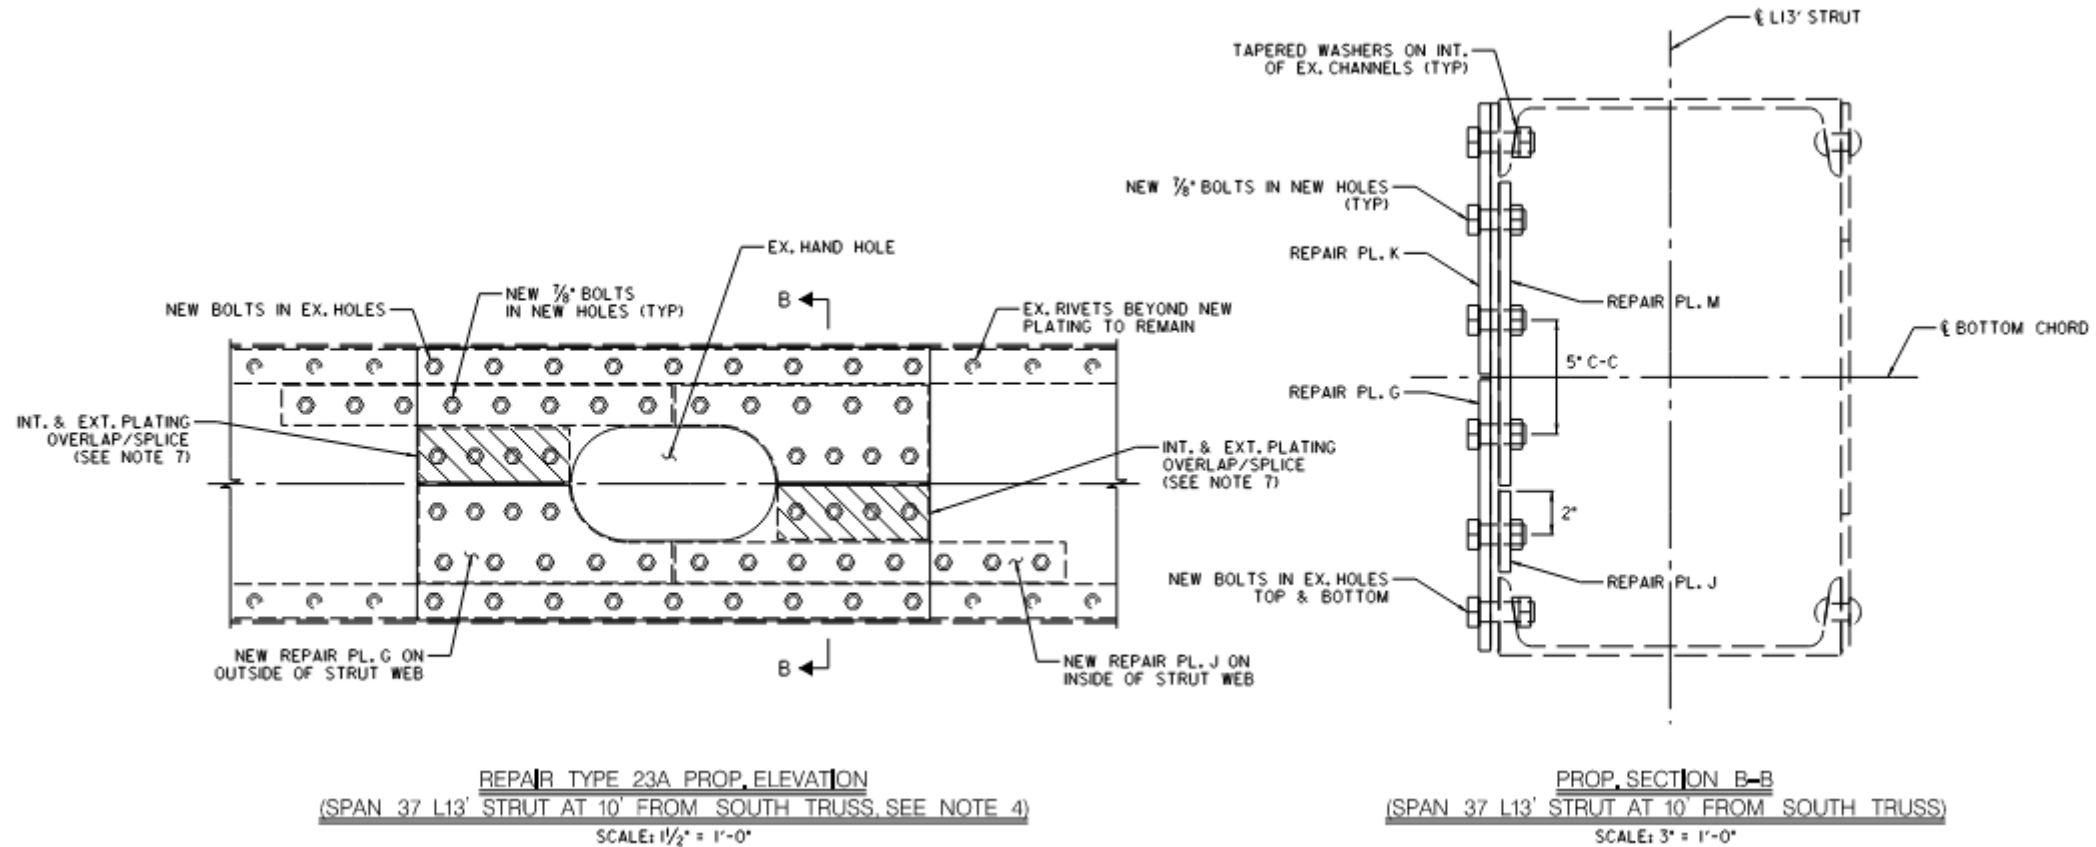 NEW BOLTS IN EX. HOLES
NEW 7/8" BOLTS
IN NEW HOLES (TYP)
EX. HAND HOLE
B
EX. RIVETS BEYOND NEW
PLATING TO REMAIN
INT. & EXT. PLATING
OVERLAP/SPLICE
(SEE NOTE 7)
INT. & EXT. PLATING
OVERLAP/SPLICE
(SEE NOTE 7)
NEW REPAIR PL. G ON
OUTSIDE OF STRUT WEB
B
NEW REPAIR PL. J ON
INSIDE OF STRUT WEB
REPAIR TYPE 23A PROP. ELEVATION
(SPAN 37 L13' STRUT AT 10' FROM SOUTH TRUSS, SEE NOTE 4)
SCALE: 1 1/2" = 1'-0"
℄ L13' STRUT
TAPERED WASHERS ON INT.
OF EX. CHANNELS (TYP)
NEW 7/8" BOLTS IN NEW HOLES
(TYP)
REPAIR PL. K
REPAIR PL. M
℄ BOTTOM CHORD
5" C-C
REPAIR PL. G
2"
NEW BOLTS IN EX. HOLES
TOP & BOTTOM
REPAIR PL. J
PROP. SECTION B-B
(SPAN 37 L13' STRUT AT 10' FROM SOUTH TRUSS)
SCALE: 3" = 1'-0"